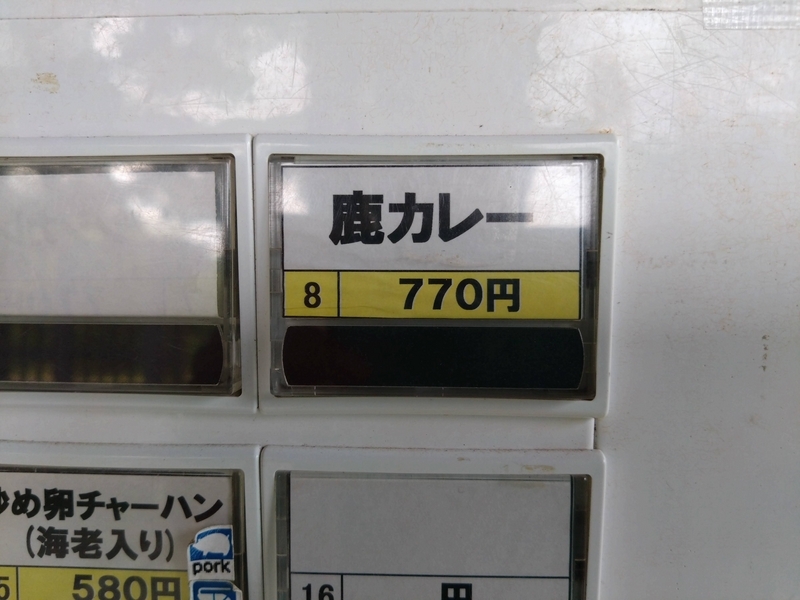 鹿カレー
8 770円
め卵チャーハン
(海老入り)
580円
pork
16 円